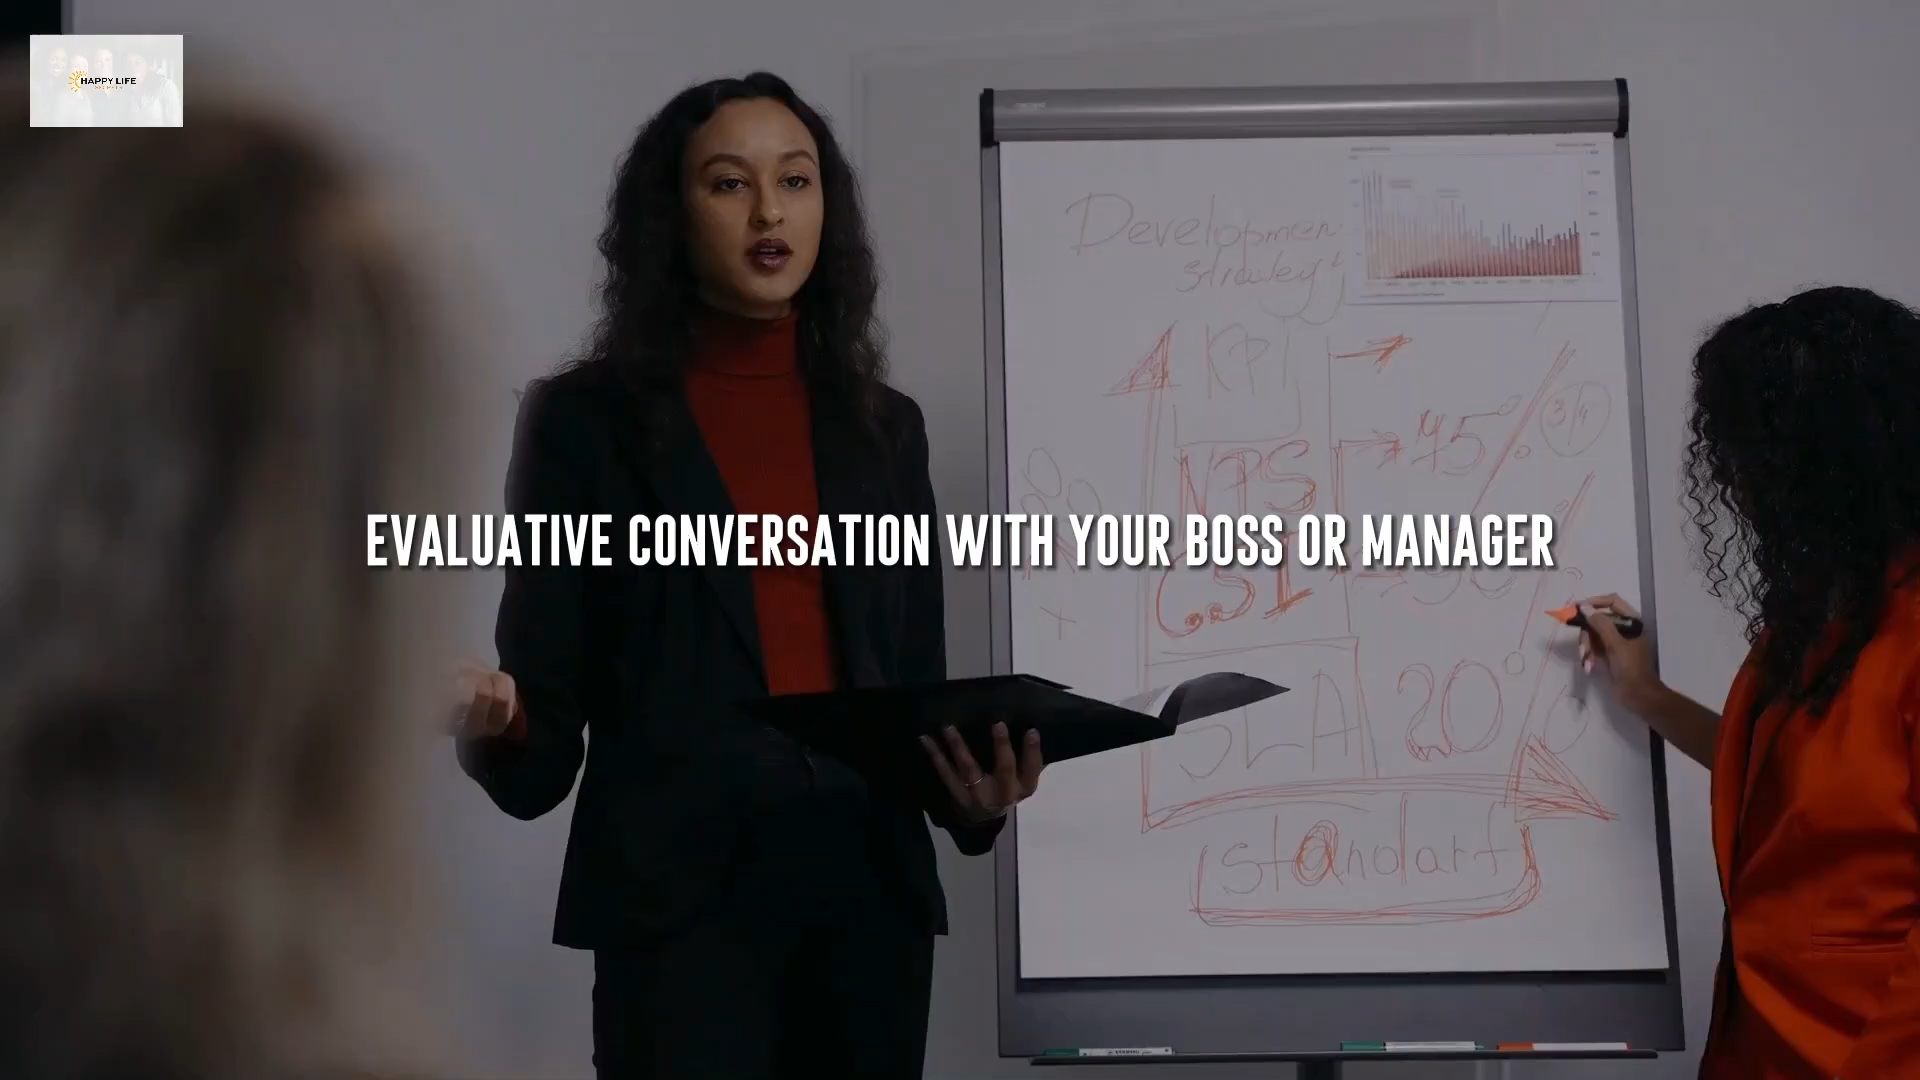 HAPPY LIFE
Developmen
strategy
KPI
NPS
45%
3/4
EVALUATIVE CONVERSATION WITH YOUR BOSS OR MANAGER
CSI
SLA 20%
standart